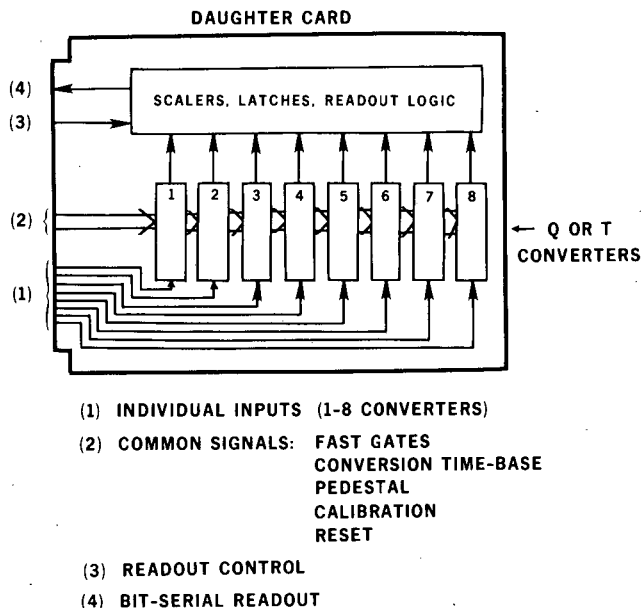 DAUGHTER CARD
(4)
SCALERS, LATCHES, READOUT LOGIC
(3)
1 2 3 4 5 6 7 8
(2)
← Q OR T
CONVERTERS
(1)
(1) INDIVIDUAL INPUTS (1-8 CONVERTERS)
(2) COMMON SIGNALS: FAST GATES
CONVERSION TIME-BASE
PEDESTAL
CALIBRATION
RESET
(3) READOUT CONTROL
(4) BIT-SERIAL READOUT